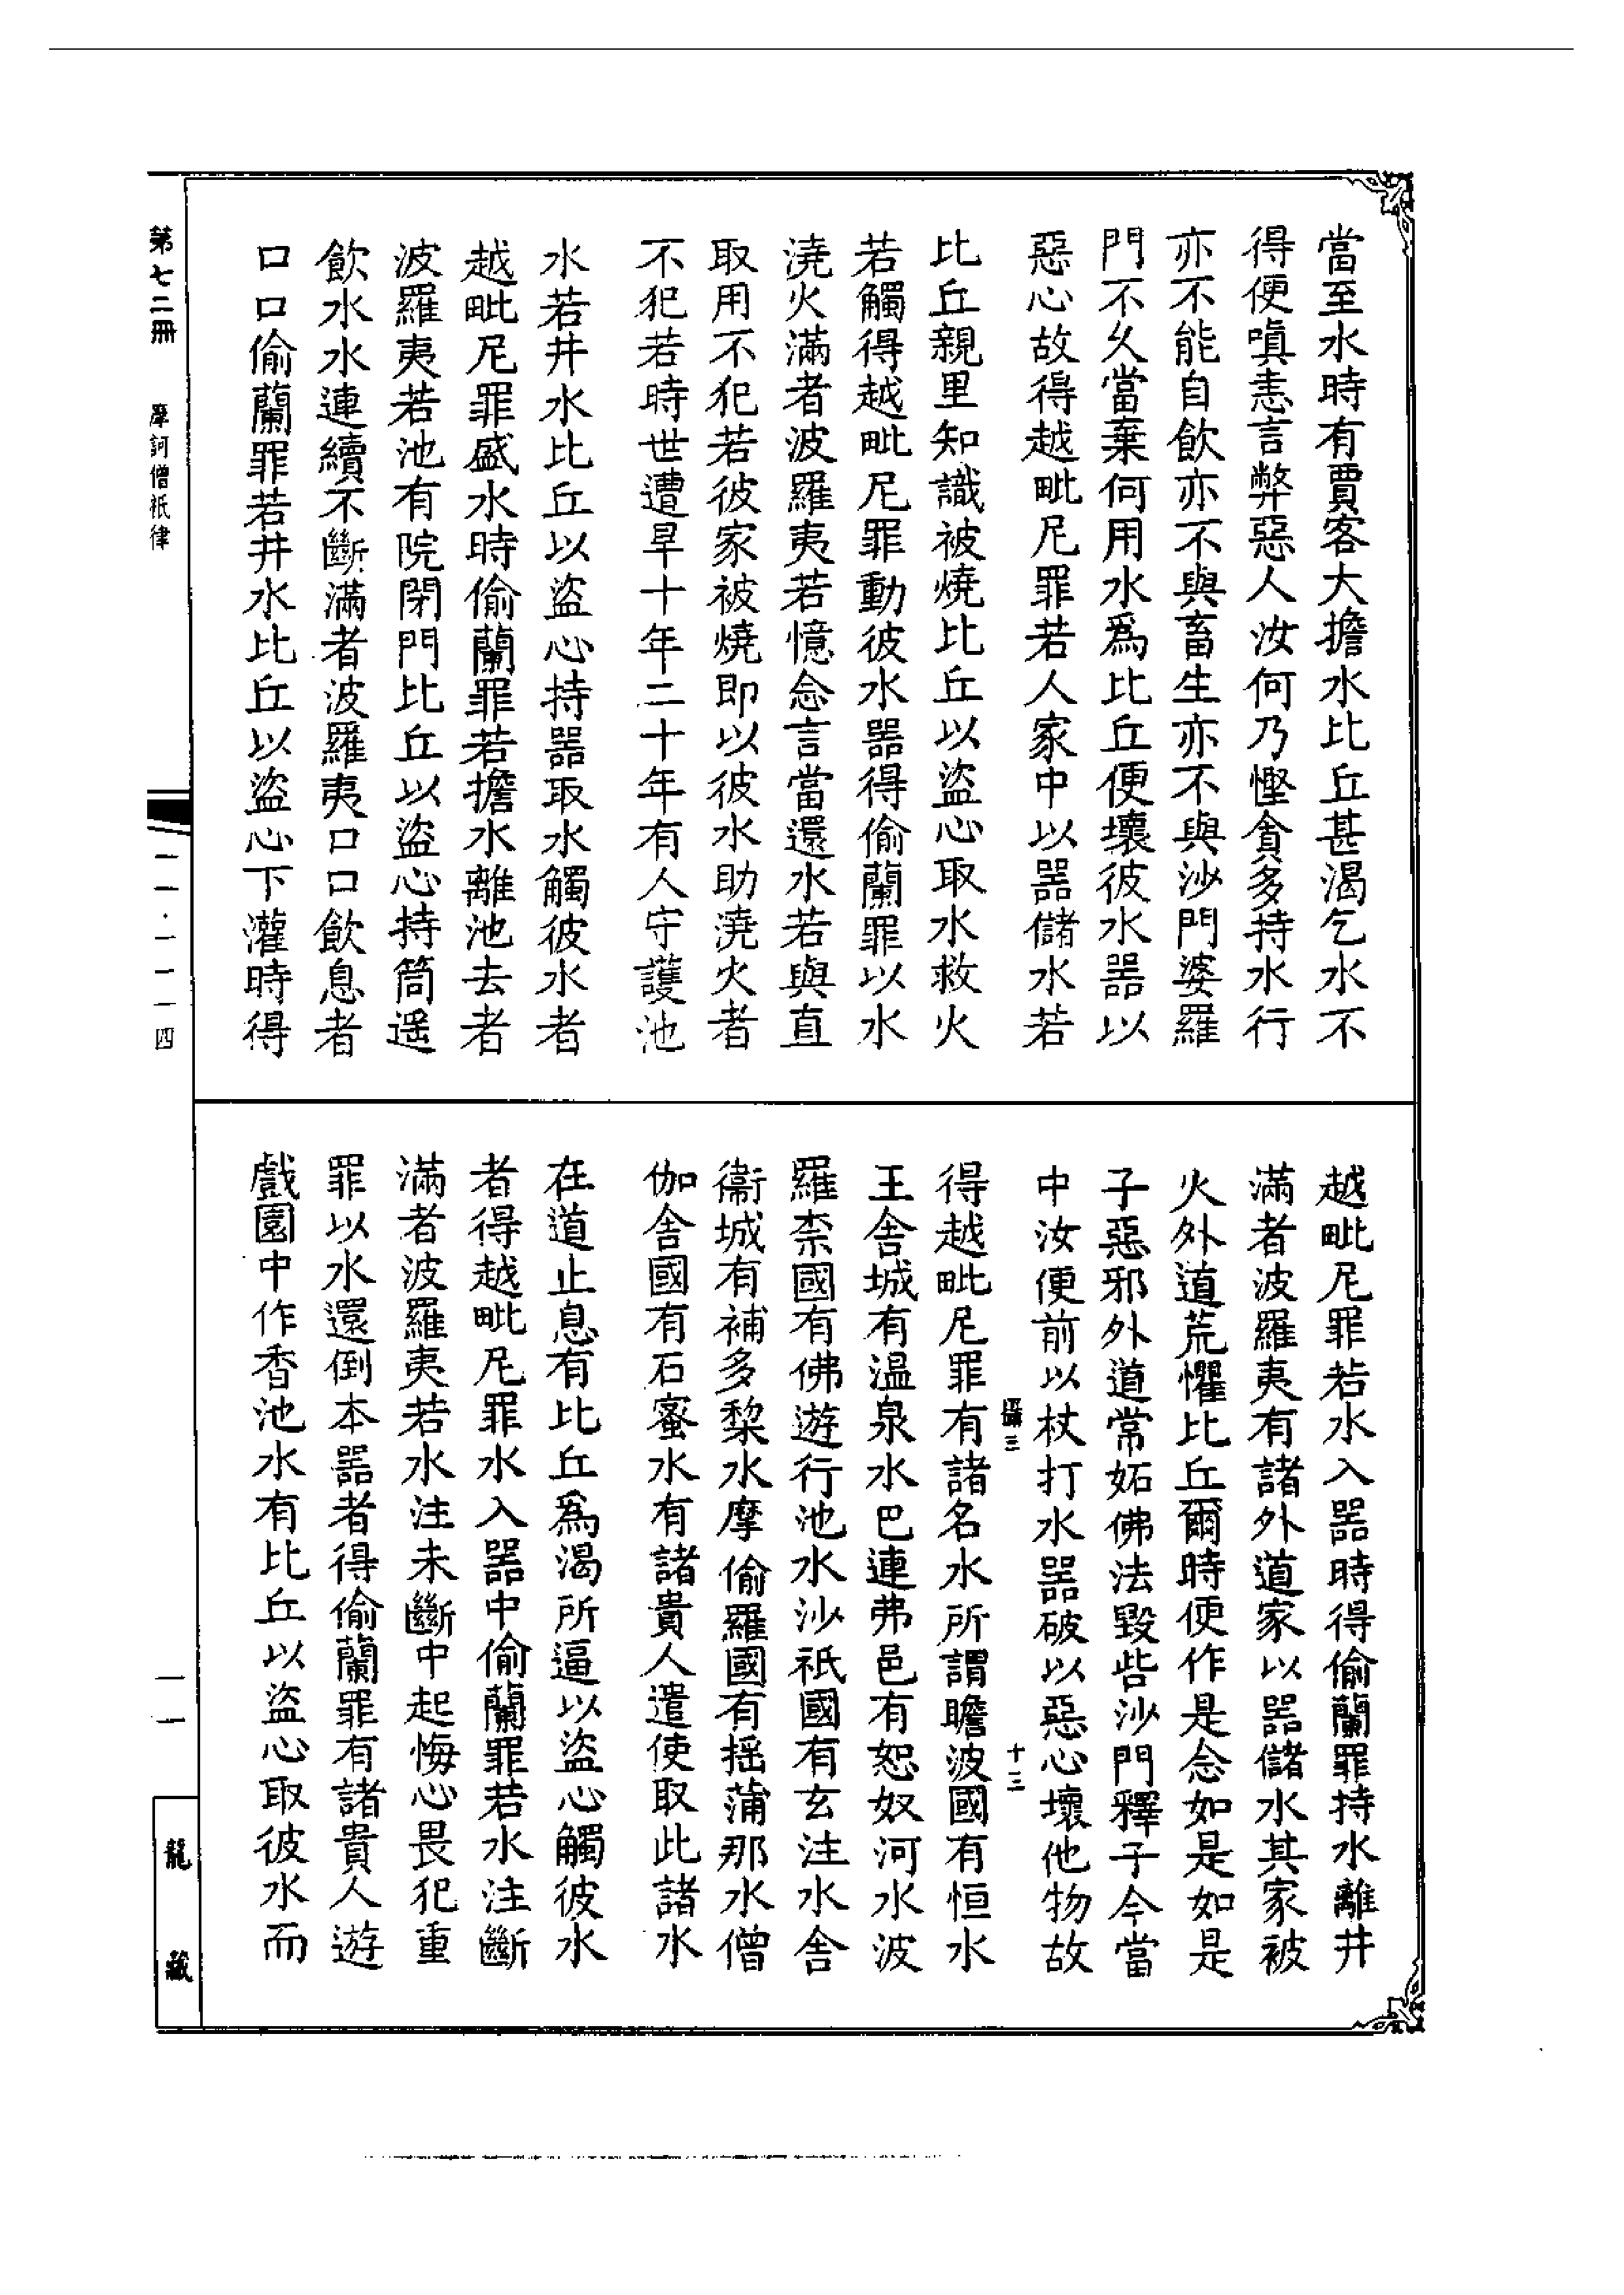 當至水時有賈客大擔水比丘甚渴乞水不
得便嗔恚言弊惡人汝何乃慳貪多持水行
亦不能自飲亦不與畜生亦不與沙門婆羅
門不久當棄何用水爲比丘便壞彼水器以
惡心故得越毗尼罪若人家中以器儲水若
比丘親里知識被燒比丘以盜心取水救火
若觸得越毗尼罪動彼水器得偷蘭罪以水
澆火滿者波羅夷若憶念言當還水若與直
取用不犯若彼家被燒即以彼水助澆火者
不犯若時世遭旱十年二十年有人守護池
水若井水比丘以盜心持器取水觸彼水者
越毗尼罪盛水時偷蘭罪若擔水離池去者
波羅夷若池有院閉門比丘以盜心持筒遥
飲水水連續不斷滿者波羅夷口口飲息者
口口偷蘭罪若井水比丘以盜心下灌時得
越毗尼罪若水入器時得偷蘭罪持水離井
滿者波羅夷有諸外道家以器儲水其家被
火外道荒懼比丘爾時便作是念如是如是
子惡邪外道常妬佛法毀呰沙門釋子今當
中汝便前以杖打水器破以惡心壞他物故
得越毗尼罪有諸名水所謂瞻波國有恒水
王舍城有温泉水巴連弗邑有恕奴河水波
羅柰國有佛遊行池水沙祇國有玄注水舍
衞城有補多棃水摩偷羅國有揺蒲那水僧
伽舍國有石蜜水有諸貴人遣使取此諸水
在道止息有比丘爲渴所逼以盜心觸彼水
者得越毗尼罪水入器中偷蘭罪若水注斷
滿者波羅夷若水注未斷中起悔心畏犯重
罪以水還倒本器者得偷蘭罪有諸貴人遊
戲園中作香池水有比丘以盜心取彼水而
第七二冊 摩訶僧祇律
一一·一一一四
一一
龍藏
三
十三